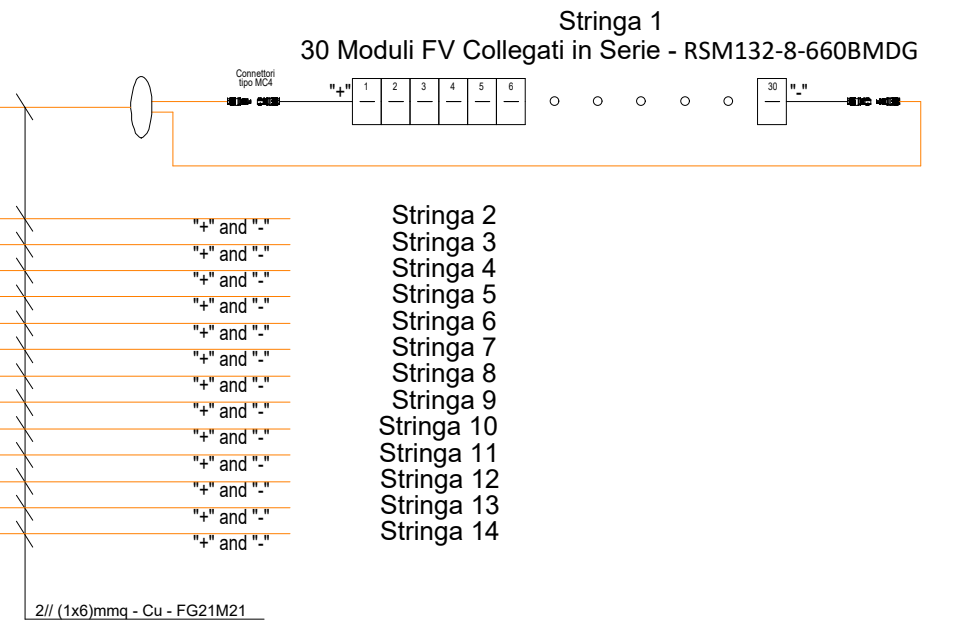 Stringa 1
30 Moduli FV Collegati in Serie - RSM132-8-660BMDG
Connettori
tipo MC4
"+" 1 2 3 4 5 6 30 "-"
"+" and "-" Stringa 2
"+" and "-" Stringa 3
"+" and "-" Stringa 4
"+" and "-" Stringa 5
"+" and "-" Stringa 6
"+" and "-" Stringa 7
"+" and "-" Stringa 8
"+" and "-" Stringa 9
"+" and "-" Stringa 10
"+" and "-" Stringa 11
"+" and "-" Stringa 12
"+" and "-" Stringa 13
"+" and "-" Stringa 14
2// (1x6)mmq - Cu - FG21M21